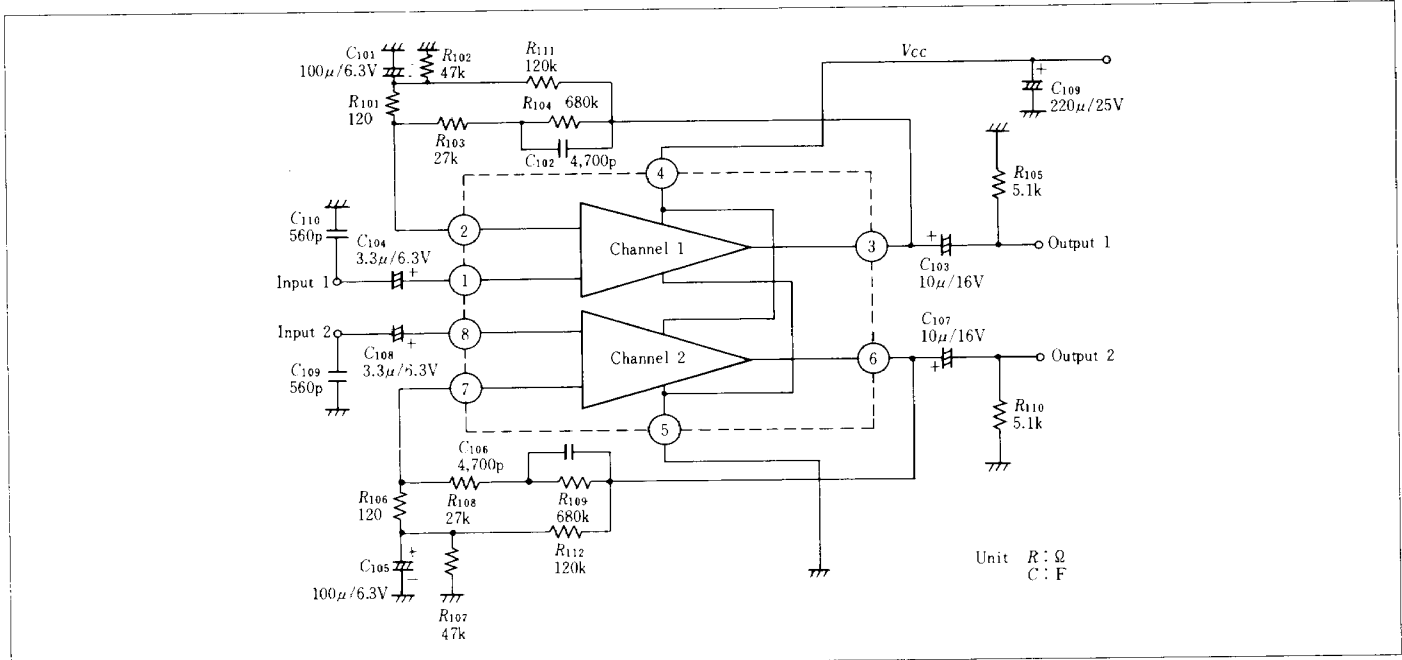 C101
100μ/6.3V
R102
47k
R111
120k
VCC
R101
120
R104
680k
+
C109
220μ/25V
R103
27k
C102 4,700p
4
R105
5.1k
C110
560p
C104
3.3μ/6.3V
+
2
Channel 1
3
+
Output 1
C103
10μ/16V
Input 1
1
Input 2
8
+
C108
3.3μ/6.3V
C107
10μ/16V
+
Output 2
Channel 2
6
C109
560p
7
R110
5.1k
5
C106
4,700p
R106
120
R108
27k
R109
680k
R112
120k
C105
+
−
100μ/6.3V
R107
47k
Unit R : Ω
C : F